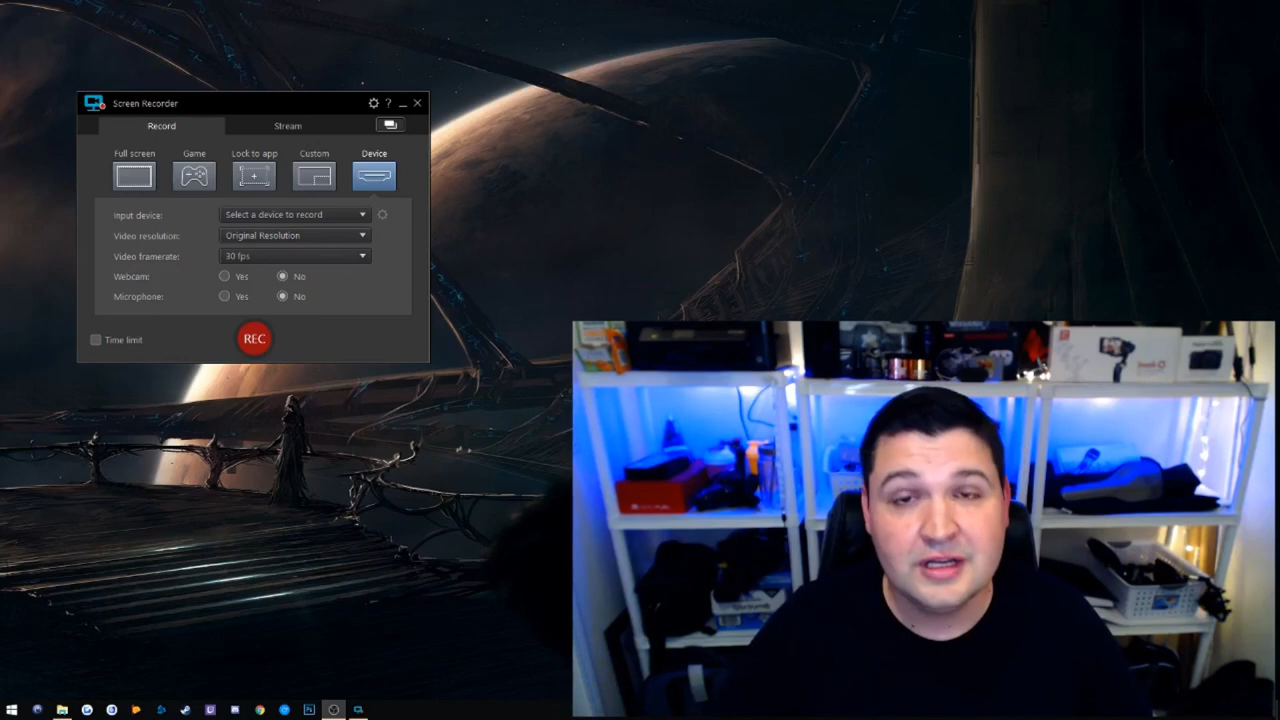 Screen Recorder
?
Record
Stream
Full screen
Game
Lock to app
Custom
Device
Input device:
Select a device to record
Video resolution:
Original Resolution
Video framerate:
30 fps
Webcam:
Yes
No
Microphone:
Yes
No
Time limit
REC